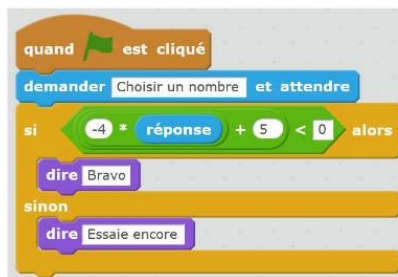 quand est cliqué
demander Choisir un nombre et attendre
si -4 * réponse + 5 < 0 alors
dire Bravo
sinon
dire Essaie encore